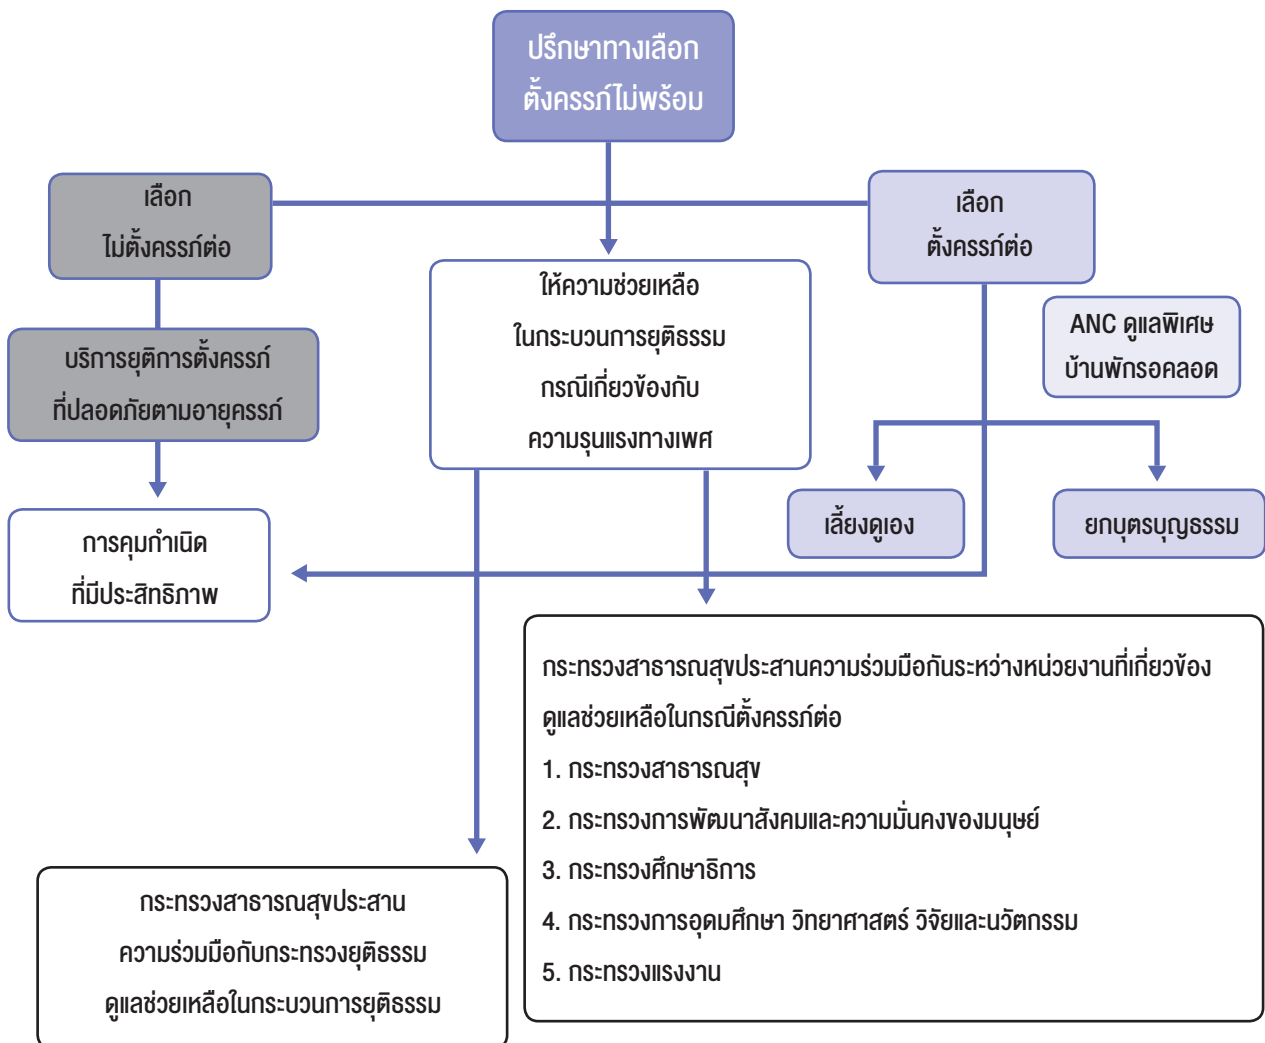 ปรึกษาทางเลือก
ตั้งครรภ์ไม่พร้อม
เลือก
ไม่ตั้งครรภ์ต่อ
เลือก
ตั้งครรภ์ต่อ
ให้ความช่วยเหลือ
ในกระบวนการยุติธรรม
กรณีเกี่ยวข้องกับ
ความรุนแรงทางเพศ
ANC ดูแลพิเศษ
บ้านพักรอคลอด
บริการยุติการตั้งครรภ์
ที่ปลอดภัยตามอายุครรภ์
เลี้ยงดูเอง
ยกบุตรบุญธรรม
การคุมกำเนิด
ที่มีประสิทธิภาพ
กระทรวงสาธารณสุขประสานความร่วมมือกันระหว่างหน่วยงานที่เกี่ยวข้อง
ดูแลช่วยเหลือในกรณีตั้งครรภ์ต่อ
1. กระทรวงสาธารณสุข
2. กระทรวงการพัฒนาสังคมและความมั่นคงของมนุษย์
3. กระทรวงศึกษาธิการ
4. กระทรวงการอุดมศึกษา วิทยาศาสตร์ วิจัยและนวัตกรรม
5. กระทรวงแรงงาน
กระทรวงสาธารณสุขประสาน
ความร่วมมือกับกระทรวงยุติธรรม
ดูแลช่วยเหลือในกระบวนการยุติธรรม